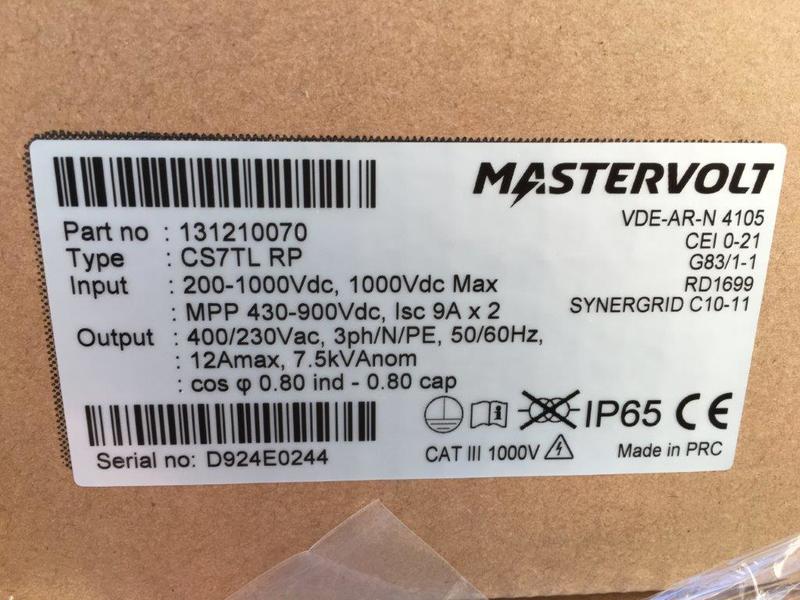 MASTERVOLT
Part no : 131210070
Type : CS7TL RP
Input : 200-1000Vdc, 1000Vdc Max
: MPP 430-900Vdc, Isc 9A x 2
Output : 400/230Vac, 3ph/N/PE, 50/60Hz,
: 12Amax, 7.5kVAnom
: cos φ 0.80 ind - 0.80 cap
VDE-AR-N 4105
CEI 0-21
G83/1-1
RD1699
SYNERGRID C10-11
IP65 CE
Serial no: D924E0244
CAT III 1000V
Made in PRC